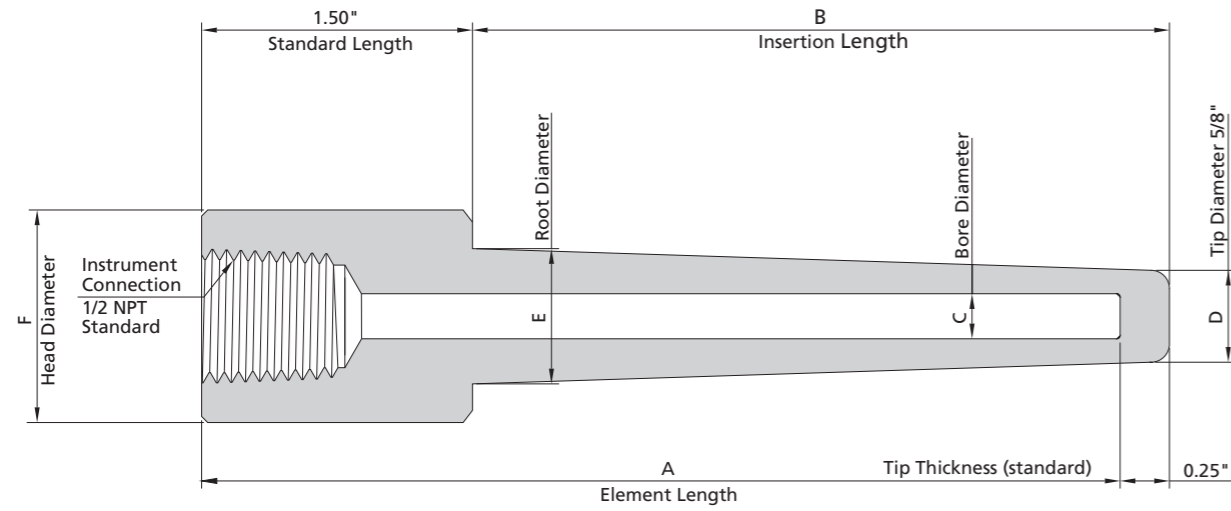 1.50"
Standard Length
B
Insertion Length
Root Diameter
Bore Diameter
Tip Diameter 5/8"
F
Head Diameter
Instrument
Connection
1/2 NPT
Standard
E
C
D
A
Element Length
Tip Thickness (standard)
0.25"